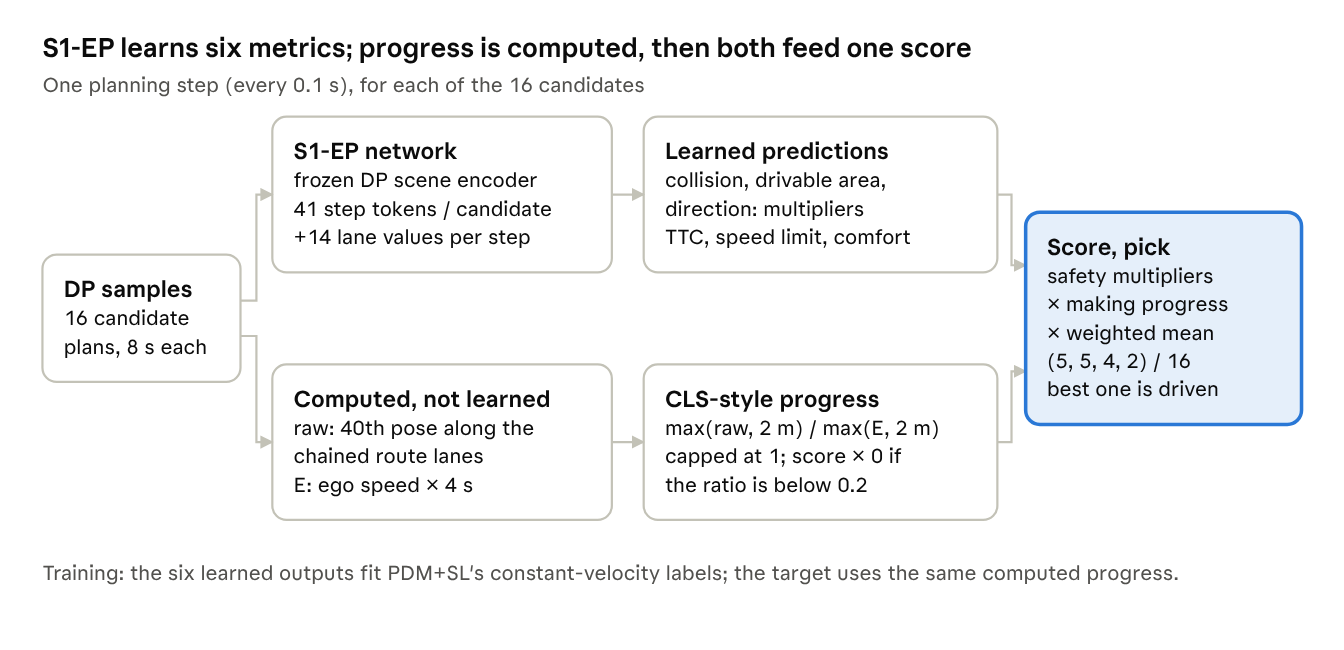 S1-EP learns six metrics; progress is computed, then both feed one score
One planning step (every 0.1 s), for each of the 16 candidates
DP samples
16 candidate
plans, 8 s each
S1-EP network
frozen DP scene encoder
41 step tokens / candidate
+14 lane values per step
Learned predictions
collision, drivable area,
direction: multipliers
TTC, speed limit, comfort
Computed, not learned
raw: 40th pose along the
chained route lanes
E: ego speed × 4 s
CLS-style progress
max(raw, 2 m) / max(E, 2 m)
capped at 1; score × 0 if
the ratio is below 0.2
Score, pick
safety multipliers
× making progress
× weighted mean
(5, 5, 4, 2) / 16
best one is driven
Training: the six learned outputs fit PDM+SL's constant-velocity labels; the target uses the same computed progress.